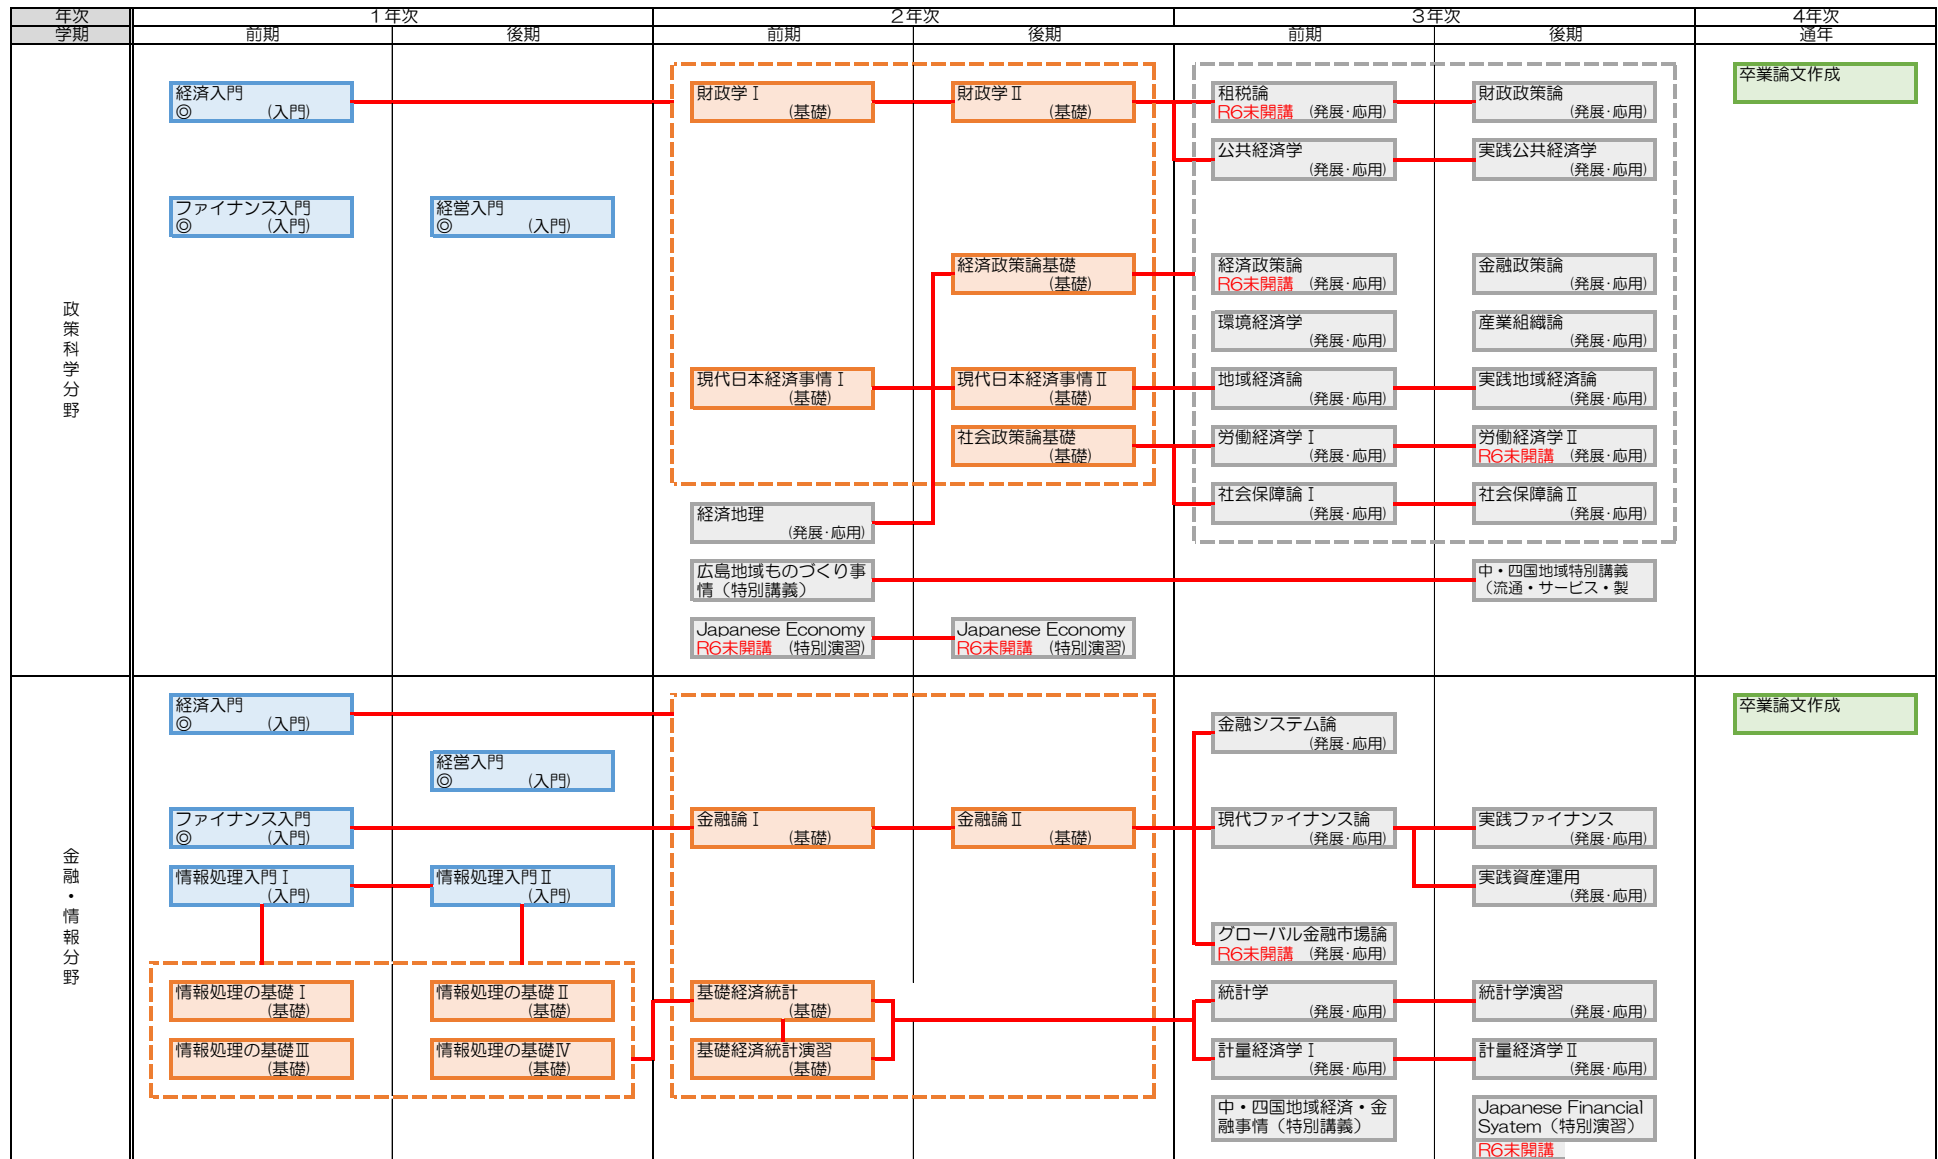 年次
1年次
2年次
3年次
4年次
学期
前期
後期
前期
後期
前期
後期
通年
政策科学分野
経済入門
◎ (入門)
財政学Ⅰ
(基礎)
財政学Ⅱ
(基礎)
租税論
R6未開講 (発展・応用)
財政政策論
(発展・応用)
卒業論文作成
公共経済学
(発展・応用)
実践公共経済学
(発展・応用)
ファイナンス入門
◎ (入門)
経営入門
◎ (入門)
経済政策論基礎
(基礎)
経済政策論
R6未開講 (発展・応用)
金融政策論
(発展・応用)
環境経済学
(発展・応用)
産業組織論
(発展・応用)
現代日本経済事情Ⅰ
(基礎)
現代日本経済事情Ⅱ
(基礎)
地域経済論
(発展・応用)
実践地域経済論
(発展・応用)
社会政策論基礎
(基礎)
労働経済学Ⅰ
(発展・応用)
労働経済学Ⅱ
R6未開講 (発展・応用)
経済地理
(発展・応用)
社会保障論Ⅰ
(発展・応用)
社会保障論Ⅱ
(発展・応用)
広島地域ものづくり事
情（特別講義）
中・四国地域特別講義
（流通・サービス・製
Japanese Economy
R6未開講 (特別演習)
Japanese Economy
R6未開講 (特別演習)
金融・情報分野
経済入門
◎ (入門)
金融システム論
(発展・応用)
卒業論文作成
経営入門
◎ (入門)
ファイナンス入門
◎ (入門)
金融論Ⅰ
(基礎)
金融論Ⅱ
(基礎)
現代ファイナンス論
(発展・応用)
実践ファイナンス
(発展・応用)
情報処理入門Ⅰ
(入門)
情報処理入門Ⅱ
(入門)
実践資産運用
(発展・応用)
グローバル金融市場論
R6未開講 (発展・応用)
情報処理の基礎Ⅰ
(基礎)
情報処理の基礎Ⅱ
(基礎)
基礎経済統計
(基礎)
統計学
(発展・応用)
統計学演習
(発展・応用)
情報処理の基礎Ⅲ
(基礎)
情報処理の基礎Ⅳ
(基礎)
基礎経済統計演習
(基礎)
計量経済学Ⅰ
(発展・応用)
計量経済学Ⅱ
(発展・応用)
中・四国地域経済・金
融事情（特別講義）
Japanese Financial
Syatem（特別演習）
R6未開講